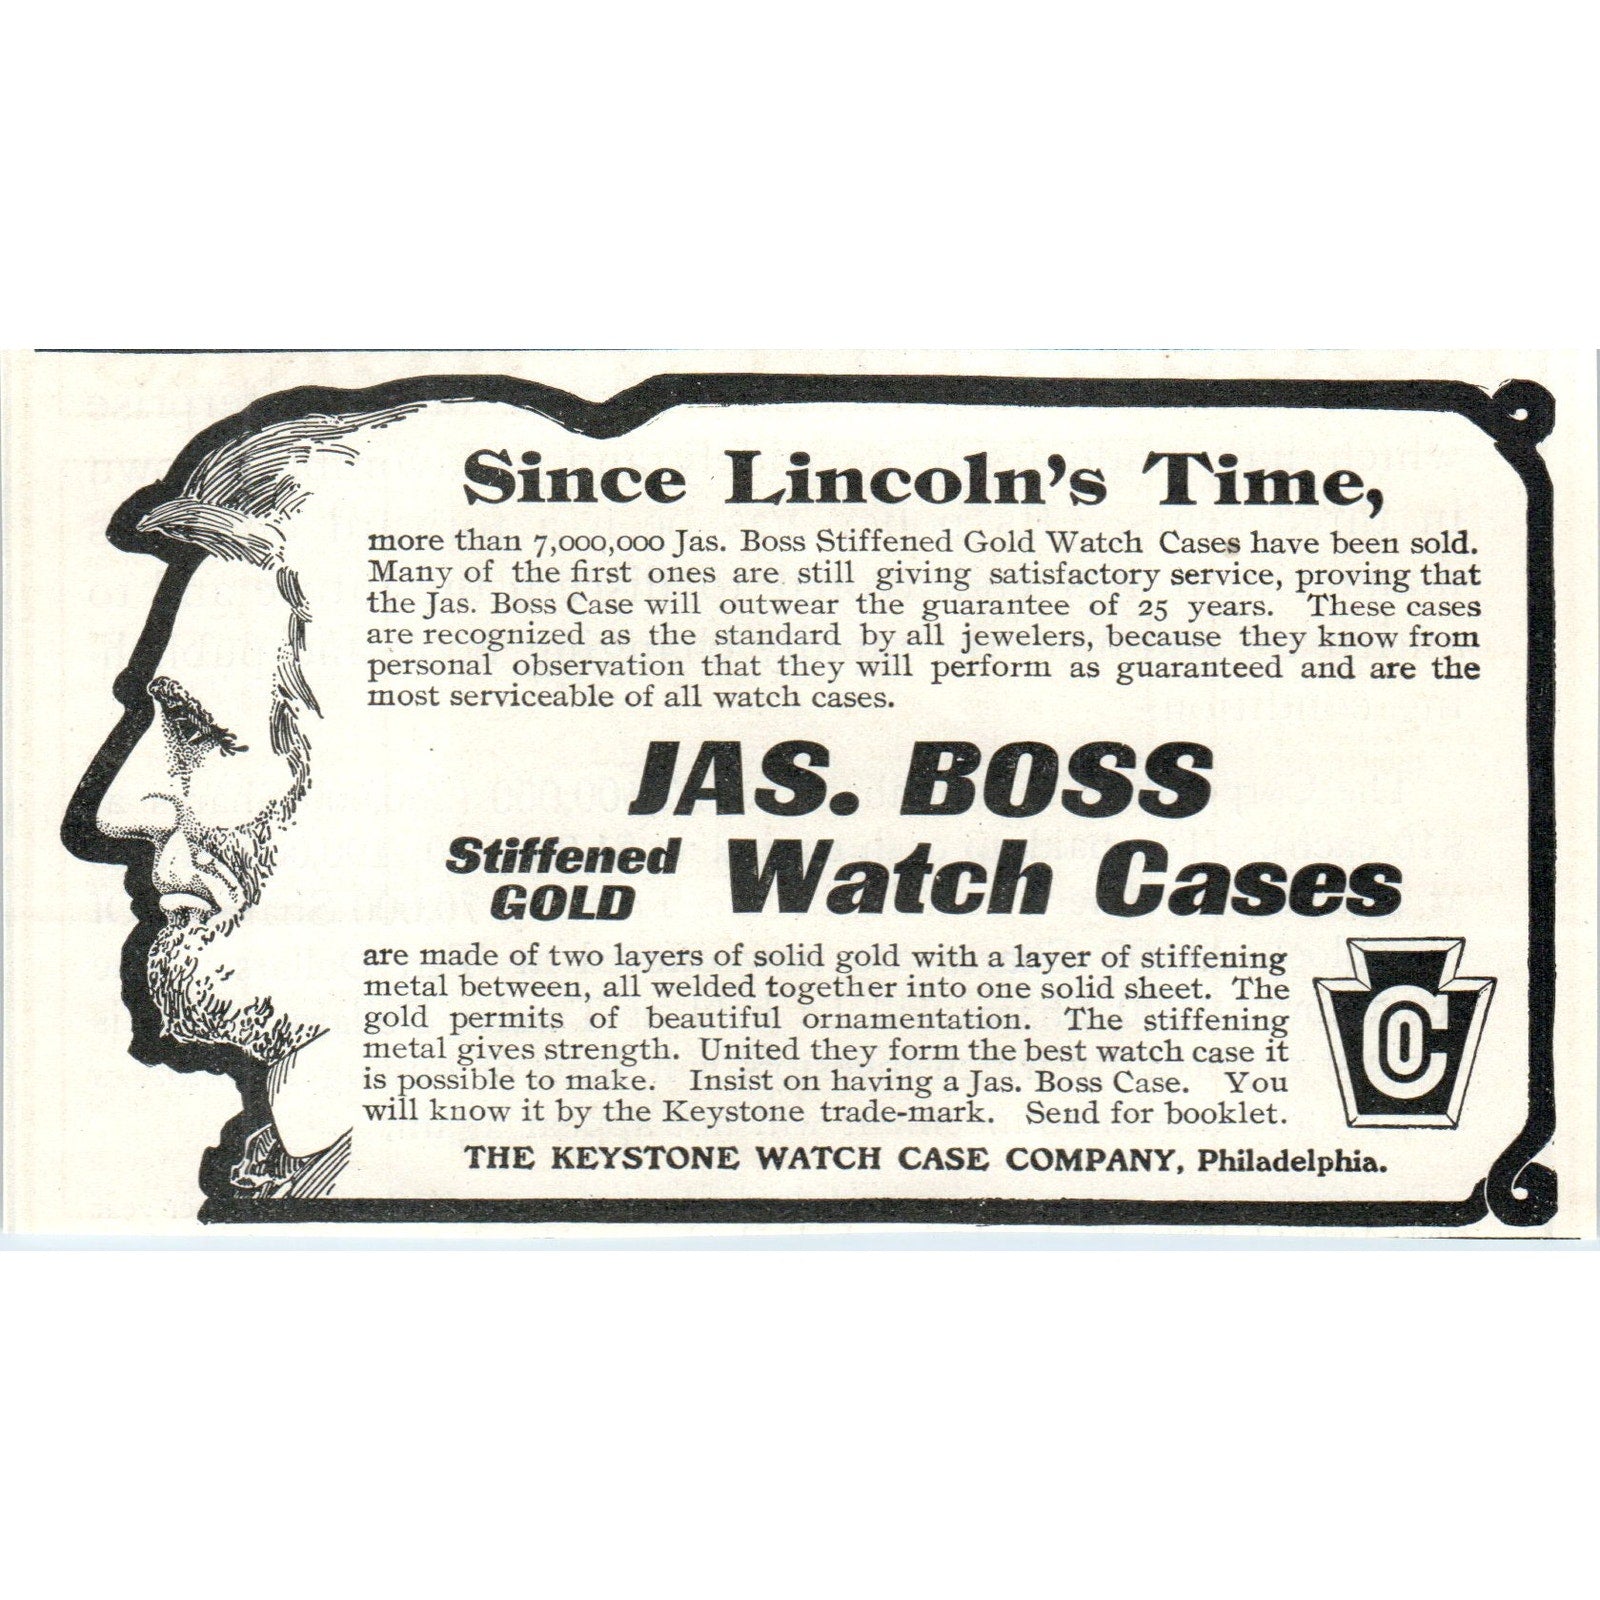 Since Lincoln's Time,
more than 7,000,000 Jas. Boss Stiffened Gold Watch Cases have been sold.
Many of the first ones are still giving satisfactory service, proving that
the Jas. Boss Case will outwear the guarantee of 25 years. These cases
are recognized as the standard by all jewelers, because they know from
personal observation that they will perform as guaranteed and are the
most serviceable of all watch cases.
JAS. BOSS
Stiffened
GOLD Watch Cases
are made of two layers of solid gold with a layer of stiffening
metal between, all welded together into one solid sheet. The
gold permits of beautiful ornamentation. The stiffening
metal gives strength. United they form the best watch case it
is possible to make. Insist on having a Jas. Boss Case. You
will know it by the Keystone trade-mark. Send for booklet.
CO
THE KEYSTONE WATCH CASE COMPANY, Philadelphia.